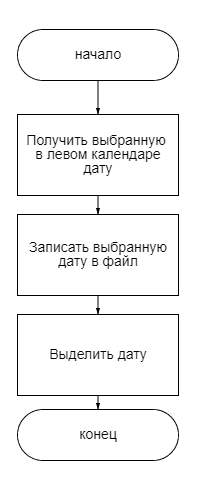 начало
Получить выбранную
в левом календаре
дату
Записать выбранную
дату в файл
Выделить дату
конец